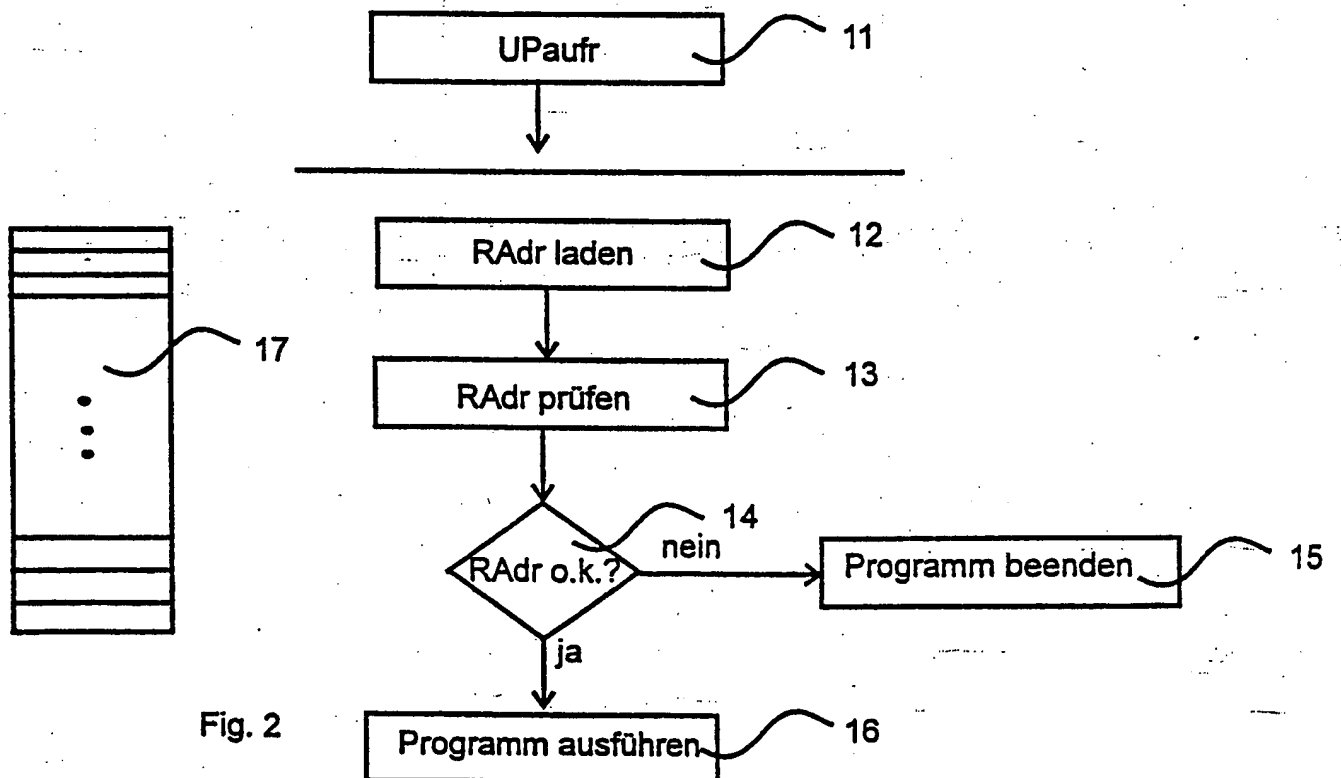 UPaufr
11
RAdr laden
12
17
RAdr prüfen
13
14
RAdr o.k.?
nein
Programm beenden
15
ja
Fig. 2
Programm ausführen
16